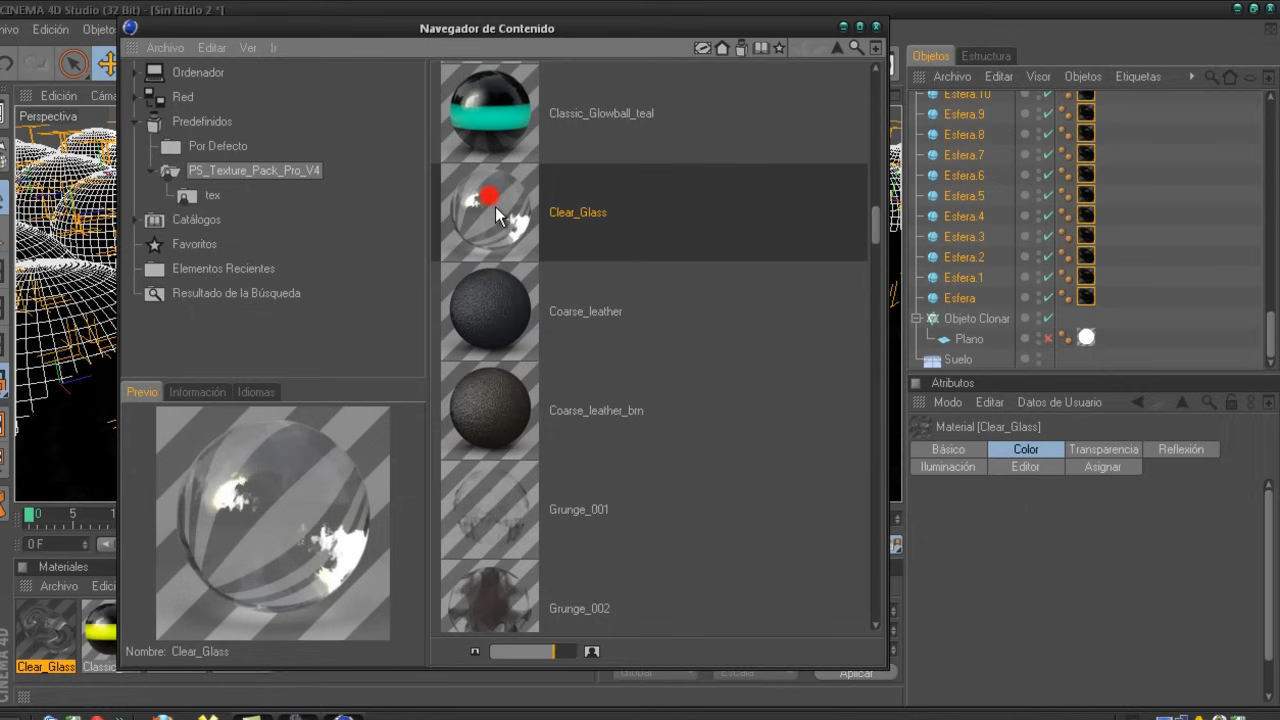 CINEMA 4D Studio (32 Bit) - [Sin titulo 2 *]
Navegador de Contenido
Edición
Archivo
Editar
Ver
Ir
Objetos
Estructura
Archivo
Editar
Visor
Objetos
Etiquetas
Edición
Perspectiva
Ordenador
Red
Predefinidos
Por Defecto
PS_Texture_Pack_Pro_V4
tex
Catálogos
Favoritos
Elementos Recientes
Resultado de la Búsqueda
Classic_Glowball_teal
Clear_Glass
Coarse_leather
Coarse_leather_brn
Grunge_001
Grunge_002
Esfera.10
Esfera.9
Esfera.8
Esfera.7
Esfera.6
Esfera.5
Esfera.4
Esfera.3
Esfera.2
Esfera.1
Esfera
Objeto Clonar
Plano
Suelo
Atributos
Modo
Editar
Datos de Usuario
Material [Clear_Glass]
Básico
Color
Transparencia
Reflexión
Iluminación
Editor
Asignar
Previo
Información
Idiomas
Nombre: Clear_Glass
0
5
0 F
Materiales
Archivo
Clear_Glass
Global
Escala
Aplicar
CINEMA 4D